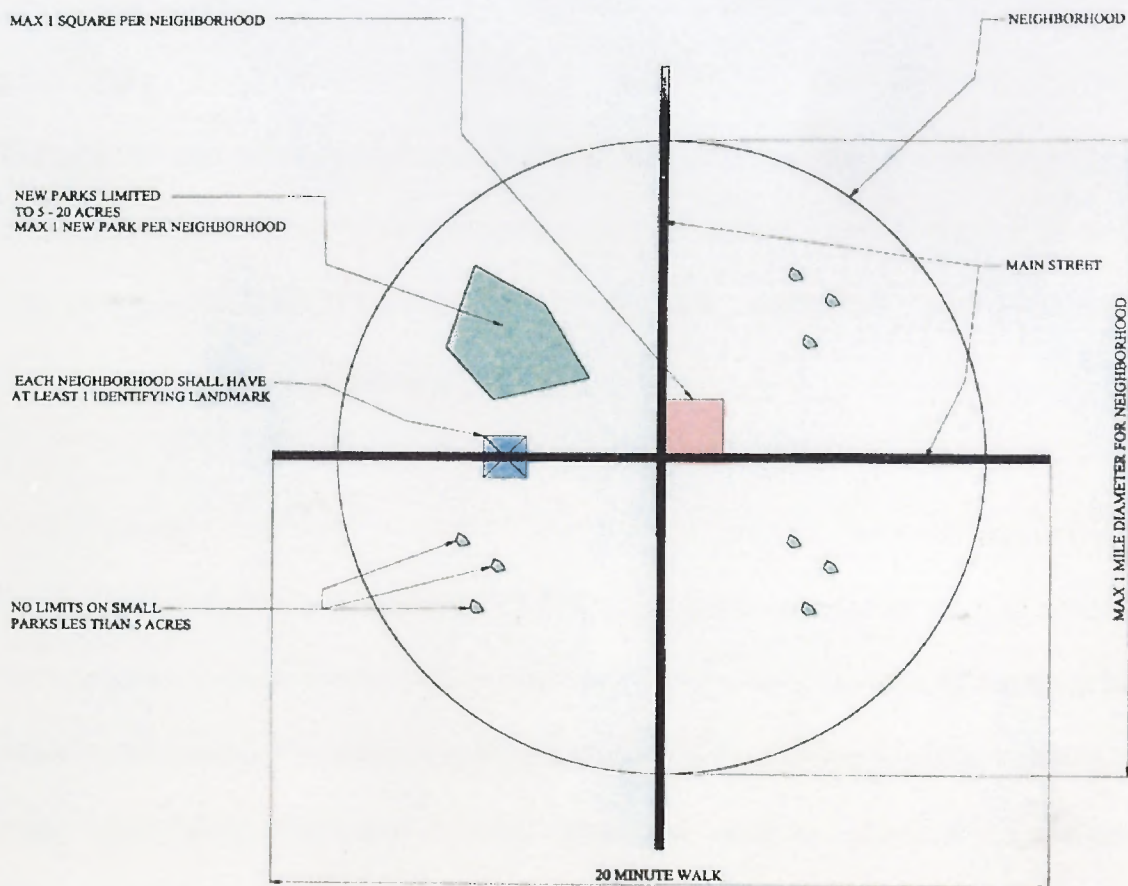 MAX 1 SQUARE PER NEIGHBORHOOD
NEIGHBORHOOD
NEW PARKS LIMITED
TO 5 - 20 ACRES
MAX 1 NEW PARK PER NEIGHBORHOOD
MAIN STREET
EACH NEIGHBORHOOD SHALL HAVE
AT LEAST 1 IDENTIFYING LANDMARK
MAX 1 MILE DIAMETER FOR NEIGHBORHOOD
NO LIMITS ON SMALL
PARKS LES THAN 5 ACRES
20 MINUTE WALK